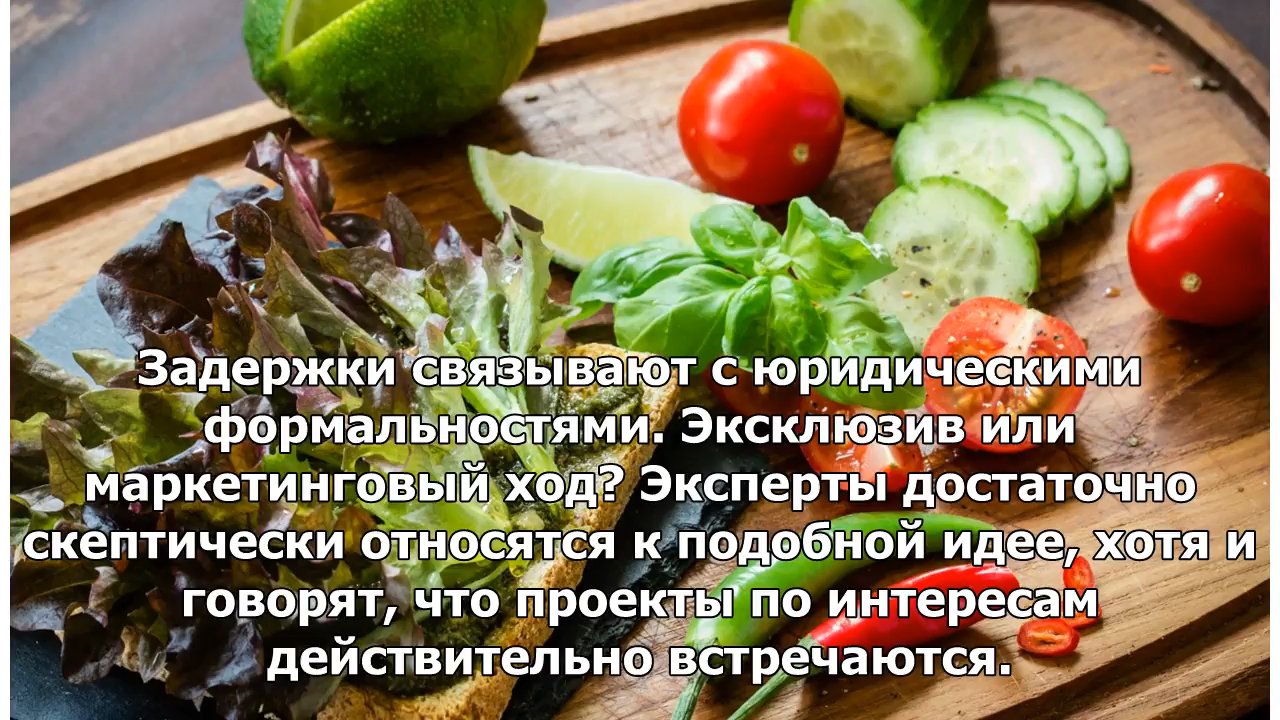 Задержки связывают с юридическими
формальностями. Эксклюзив или
маркетинговый ход? Эксперты достаточно
скептически относятся к подобной идее, хотя и
говорят, что проекты по интересам
действительно встречаются.